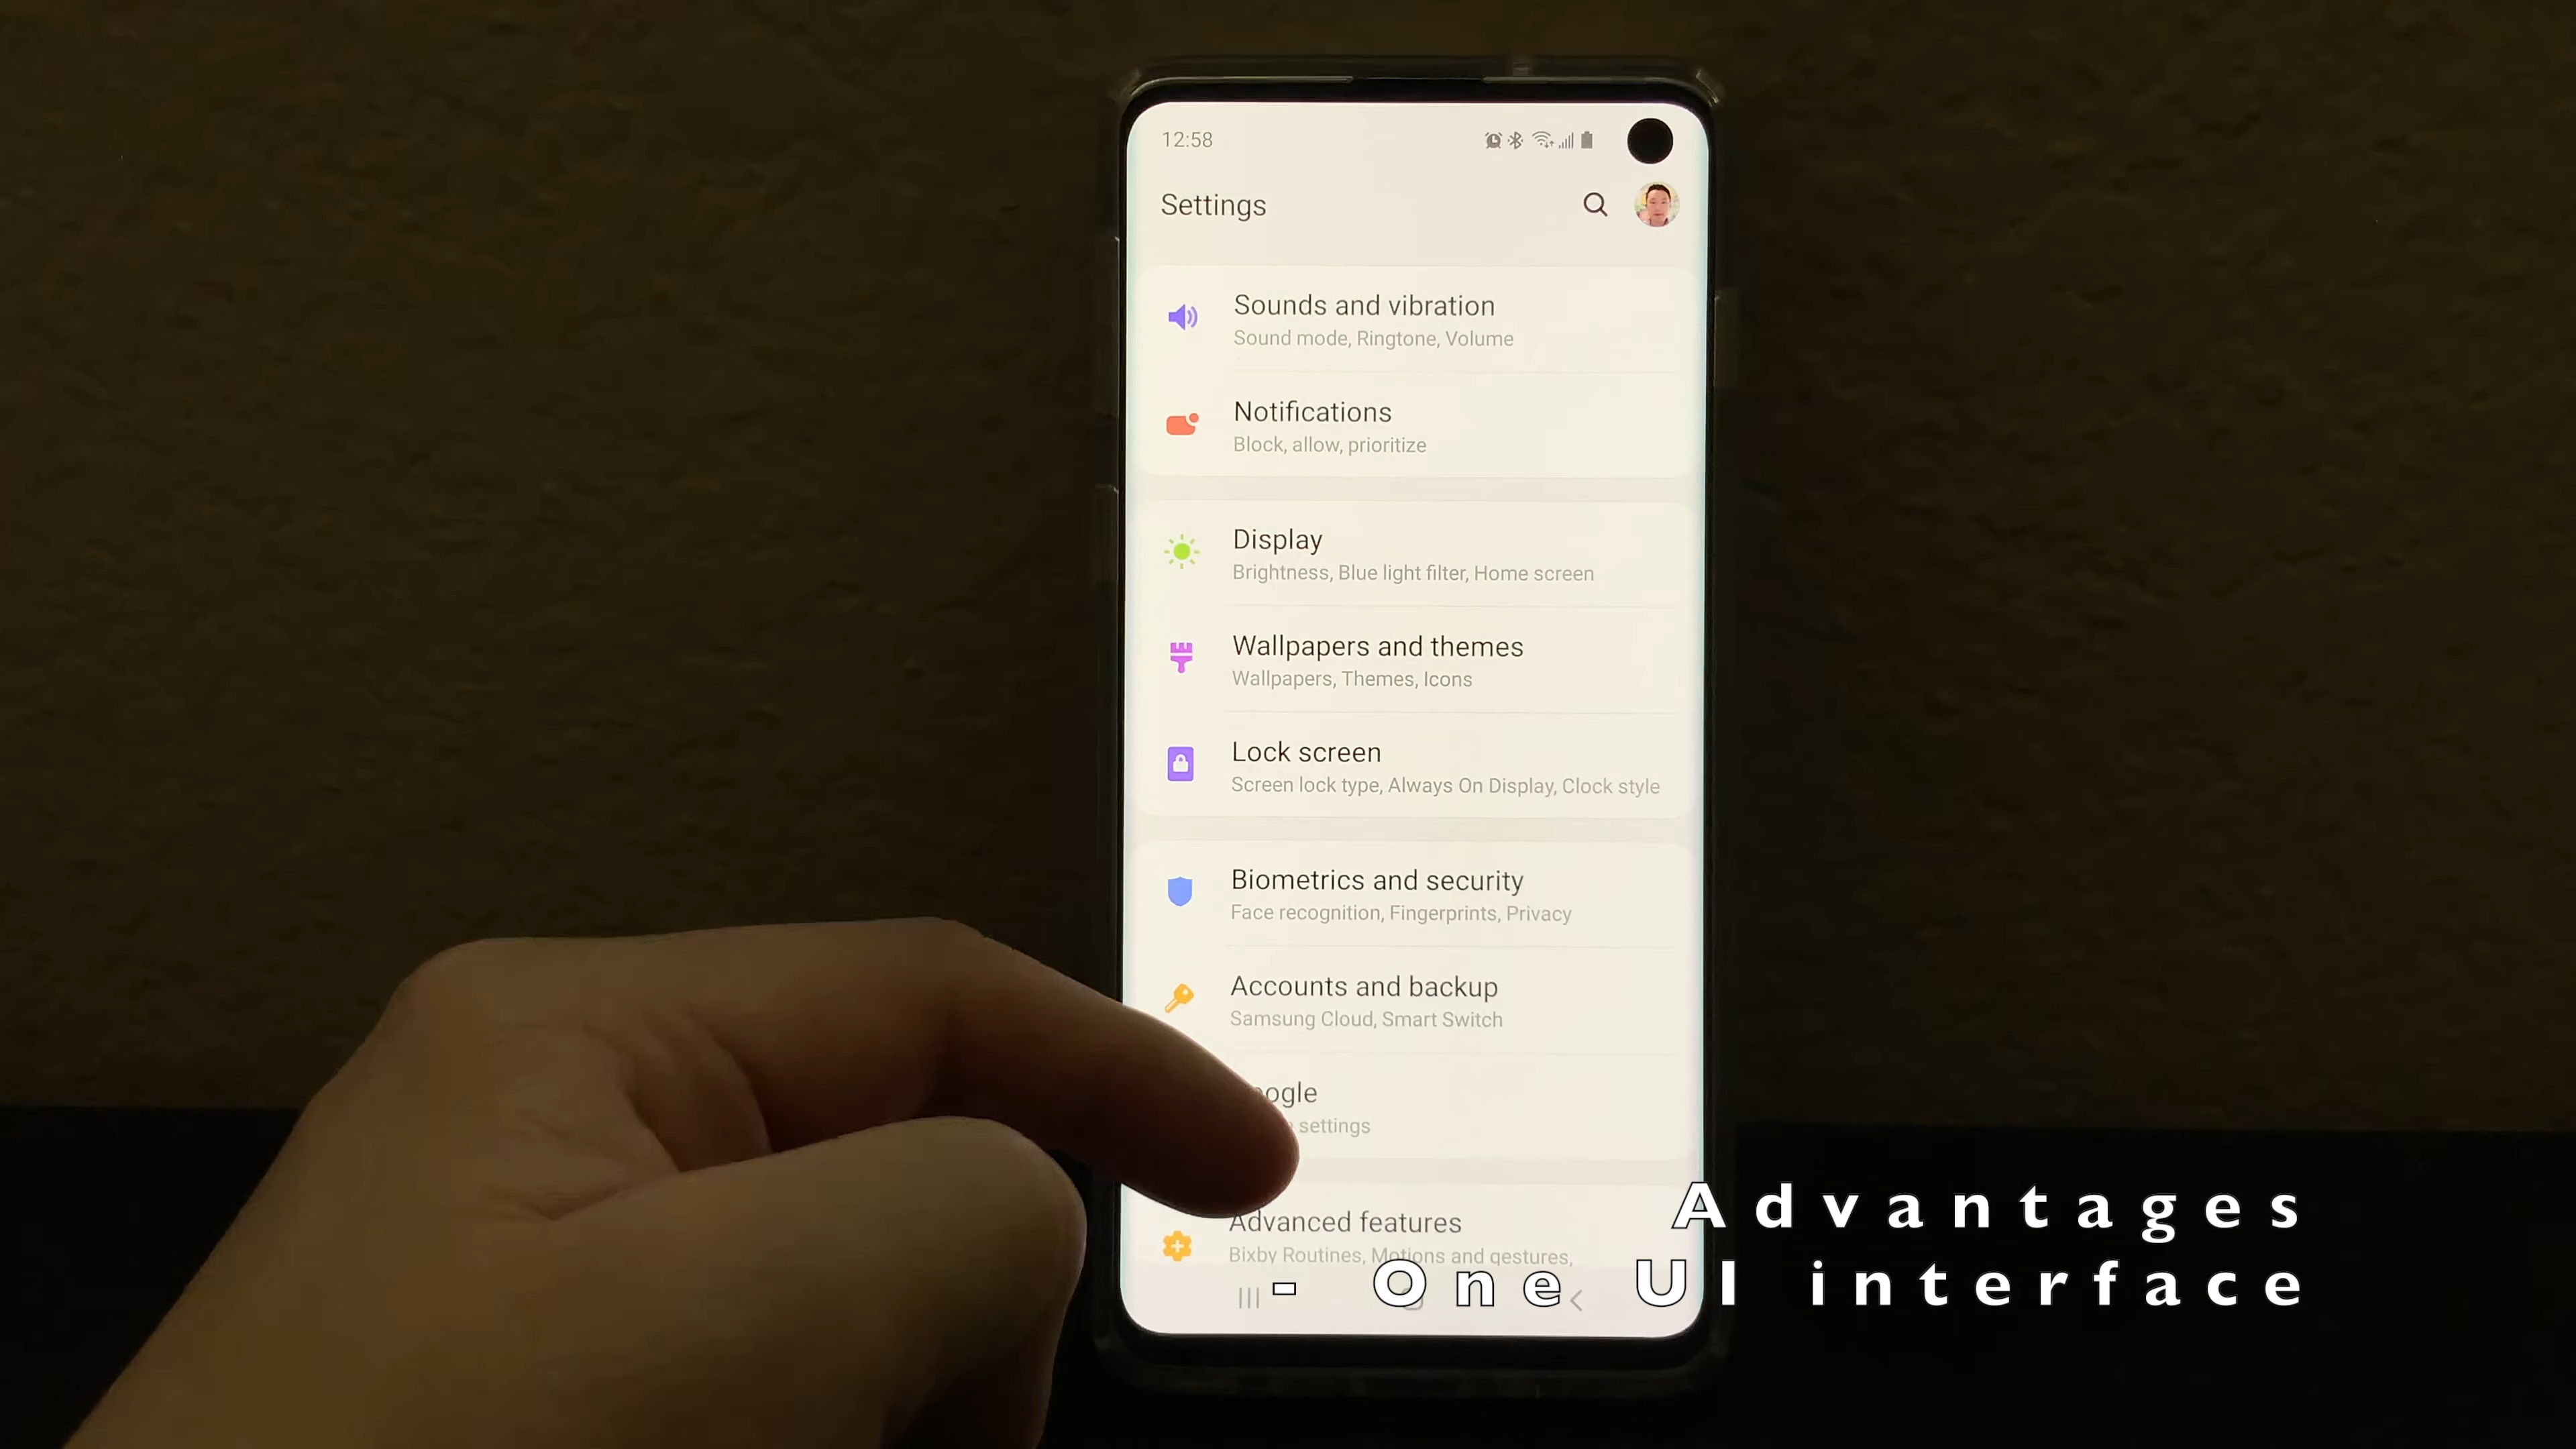 12:58
Settings
Sounds and vibration
Sound mode, Ringtone, Volume
Notifications
Block, allow, prioritize
Display
Brightness, Blue light filter, Home screen
Wallpapers and themes
Wallpapers, Themes, Icons
Lock screen
Screen lock type, Always On Display, Clock style
Biometrics and security
Face recognition, Fingerprints, Privacy
Accounts and backup
Samsung Cloud, Smart Switch
settings
Advanced features
Bixby Routines, Motions and gestures,
Advantages
- One UI interface